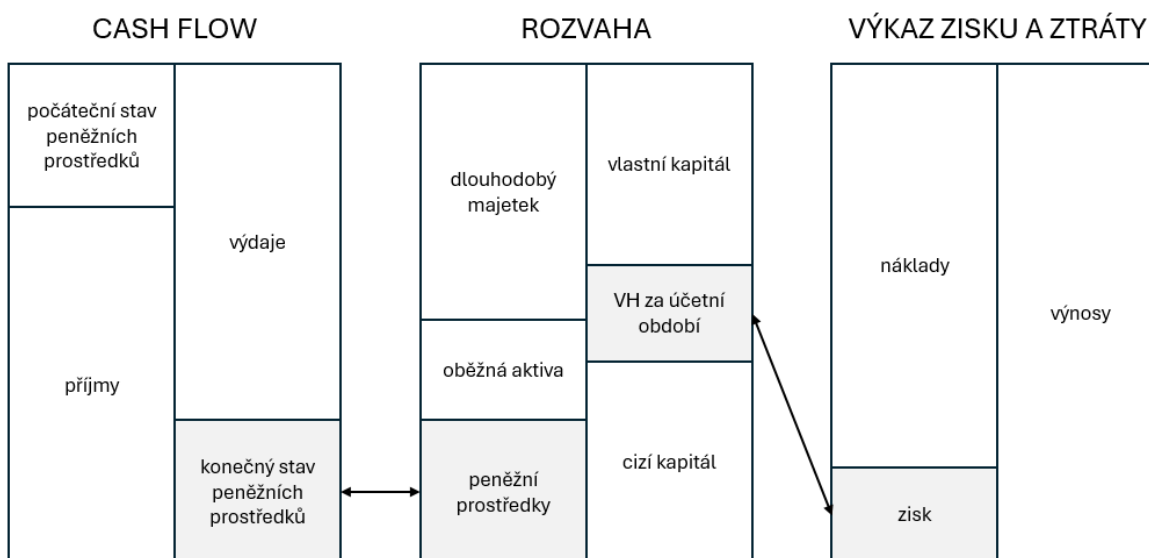 CASH FLOW
počáteční stav
peněžních
prostředků
příjmy
výdaje
konečný stav
peněžních
prostředků
ROZVAHA
dlouhodobý
majetek
oběžná aktiva
peněžní
prostředky
vlastní kapitál
VH za účetní
období
cizí kapitál
VÝKAZ ZISKU A ZTRÁTY
náklady
zisk
výnosy